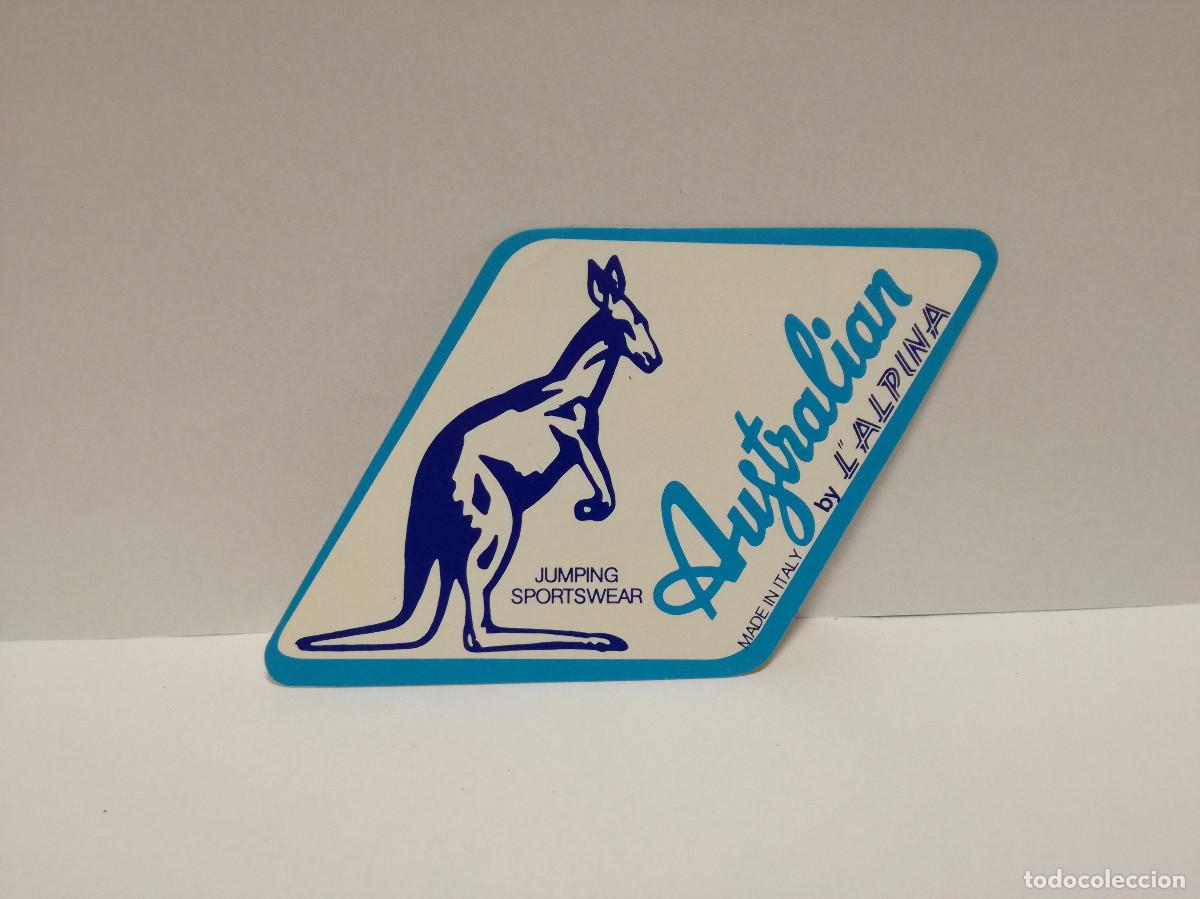 JUMPING
SPORTSWEAR
Australian
by L'ALPINA
MADE IN ITALY
todocoleccion